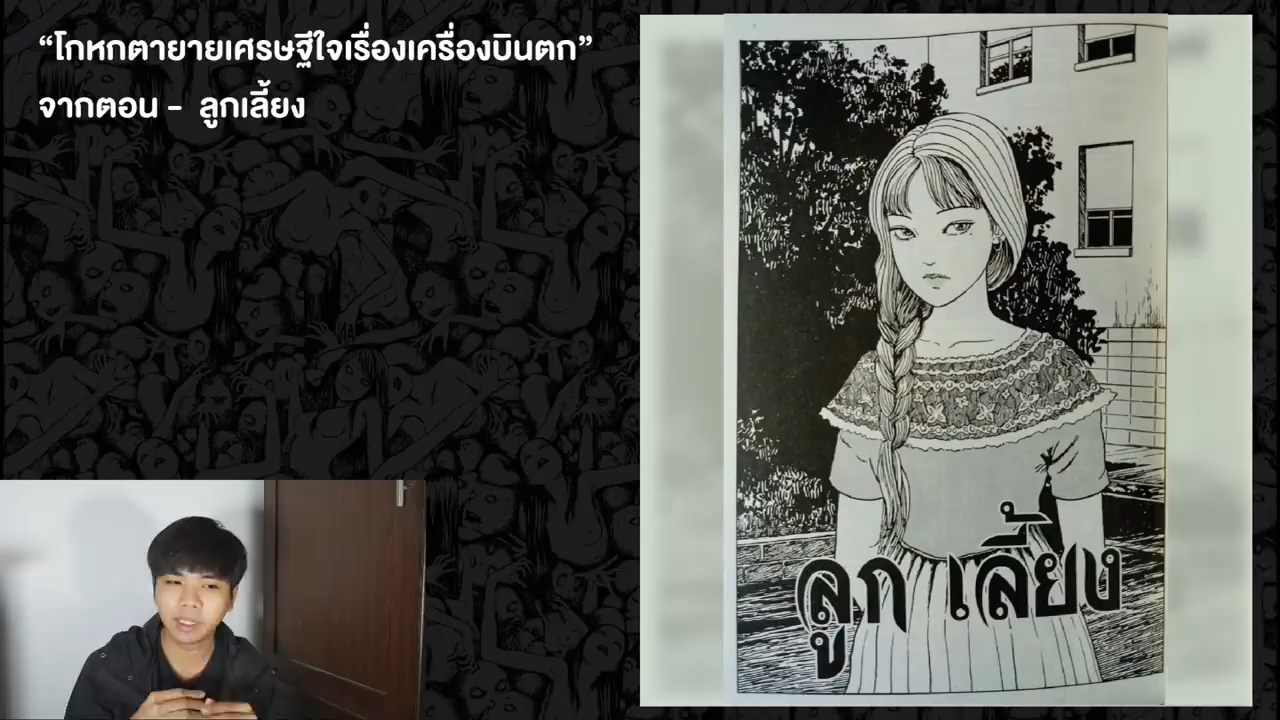 “โกหกตายายเศรษฐีใจเรื่องเครื่องบินตก”
จากตอน - ลูกเลี้ยง
ลูก เลี้ยง